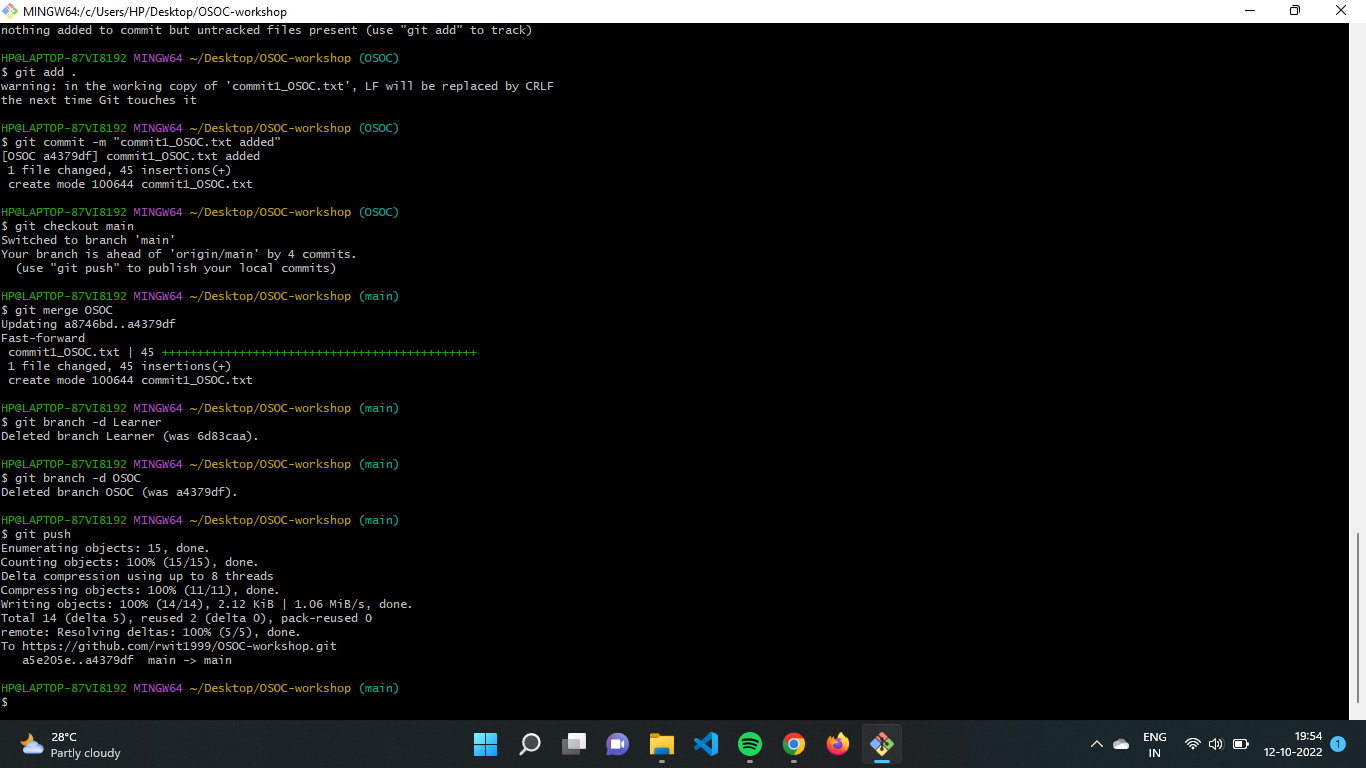 MINGW64:/c/Users/HP/Desktop/OSOC-workshop
nothing added to commit but untracked files present (use "git add" to track)
HP@LAPTOP-87VI8192 MINGW64 ~/Desktop/OSOC-workshop (OSOC)
$ git add .
warning: in the working copy of 'commit1_OSOC.txt', LF will be replaced by CRLF
the next time Git touches it
HP@LAPTOP-87VI8192 MINGW64 ~/Desktop/OSOC-workshop (OSOC)
$ git commit -m "commit1_OSOC.txt added"
[OSOC a4379df] commit1_OSOC.txt added
1 file changed, 45 insertions(+)
create mode 100644 commit1_OSOC.txt
HP@LAPTOP-87VI8192 MINGW64 ~/Desktop/OSOC-workshop (OSOC)
$ git checkout main
Switched to branch 'main'
Your branch is ahead of 'origin/main' by 4 commits.
(use "git push" to publish your local commits)
HP@LAPTOP-87VI8192 MINGW64 ~/Desktop/OSOC-workshop (main)
$ git merge OSOC
Updating a8746bd..a4379df
Fast-forward
commit1_OSOC.txt | 45 +++++++++++++++++++++++++++++++++++++++++++++
1 file changed, 45 insertions(+)
create mode 100644 commit1_OSOC.txt
HP@LAPTOP-87VI8192 MINGW64 ~/Desktop/OSOC-workshop (main)
$ git branch -d Learner
Deleted branch Learner (was 6d83caa).
HP@LAPTOP-87VI8192 MINGW64 ~/Desktop/OSOC-workshop (main)
$ git branch -d OSOC
Deleted branch OSOC (was a4379df).
HP@LAPTOP-87VI8192 MINGW64 ~/Desktop/OSOC-workshop (main)
$ git push
Enumerating objects: 15, done.
Counting objects: 100% (15/15), done.
Delta compression using up to 8 threads
Compressing objects: 100% (11/11), done.
Writing objects: 100% (14/14), 2.12 KiB | 1.06 MiB/s, done.
Total 14 (delta 5), reused 2 (delta 0), pack-reused 0
remote: Resolving deltas: 100% (5/5), done.
To https://github.com/rwit1999/OSOC-workshop.git
a5e205e..a4379df main -> main
HP@LAPTOP-87VI8192 MINGW64 ~/Desktop/OSOC-workshop (main)
$
28°C
Partly cloudy
ENG
IN
19:54
12-10-2022
1